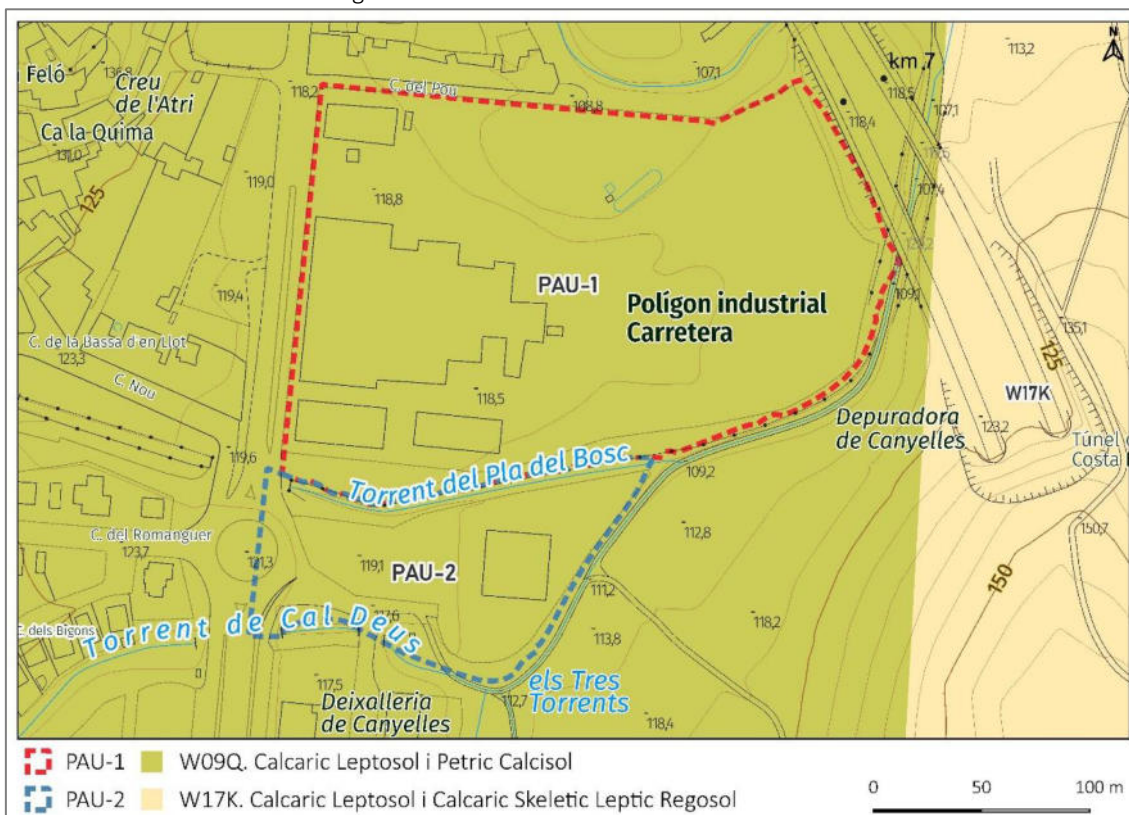 113,2
N
km 7
a Feló
Creu
de l'Atri
118,2
C. del Pou
108,8
107,1
118,5
107,1
118,4
Ca la Quima
131,0
125
119,0
118,8
119,4
PAU-1
Polígon industrial
Carretera
109,1
135,1
125
C. de la Bassa d'en Llot
123,3
C. Nou
118,5
W17K
Depuradora
de Canyelles
123,2
Túnel
Costa
119,6
Torrent del Pla del Bosc
109,2
C. del Romanguer
123,7
121,3
119,1
PAU-2
112,8
150,7
150
111,2
C. dels Bigons
Torrent de Cal Deus
117,6
113,8
118,2
els Tres
Torrents
117,5
Deixalleria
de Canyelles
112,7
118,4
PAU-1 W09Q. Calcaric Leptosol i Petric Calcisol
PAU-2 W17K. Calcaric Leptosol i Calcaric Skeletic Leptic Regosol
0 50 100 m